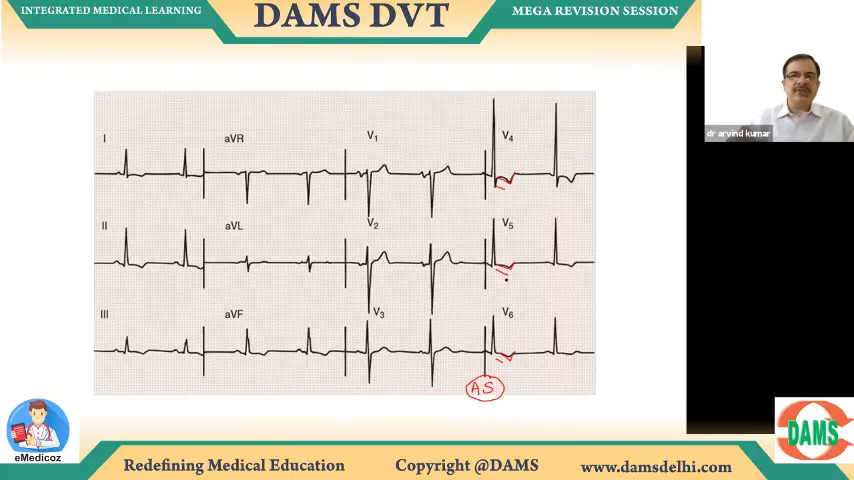 INTEGRATED MEDICAL LEARNING
DAMS DVT
MEGA REVISION SESSION
dr arvind kumar
I
aVR
V1
V4
II
aVL
V2
V5
III
aVF
V3
V6
AS
eMedicoz
Redefining Medical Education
Copyright @DAMS
www.damsdelhi.com
DAMS